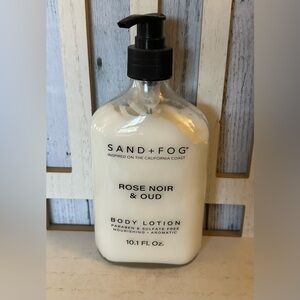 SAND + FOG®
INSPIRED ON THE CALIFORNIA COAST
ROSE NOIR
& OUD
BODY LOTION
PARABEN & SULFATE FREE
NOURISHING • AROMATIC
10.1 FL. Oz.